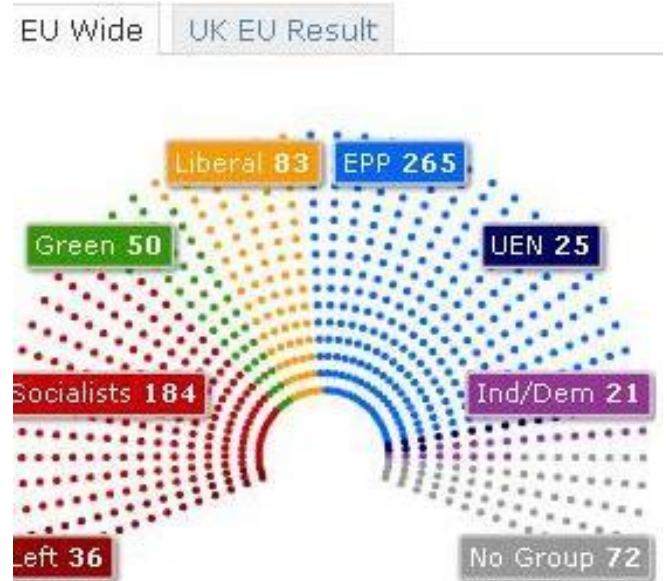 EU Wide
UK EU Result
Liberal 83
EPP 265
Green 50
UEN 25
Socialists 184
Ind/Dem 21
Left 36
No Group 72